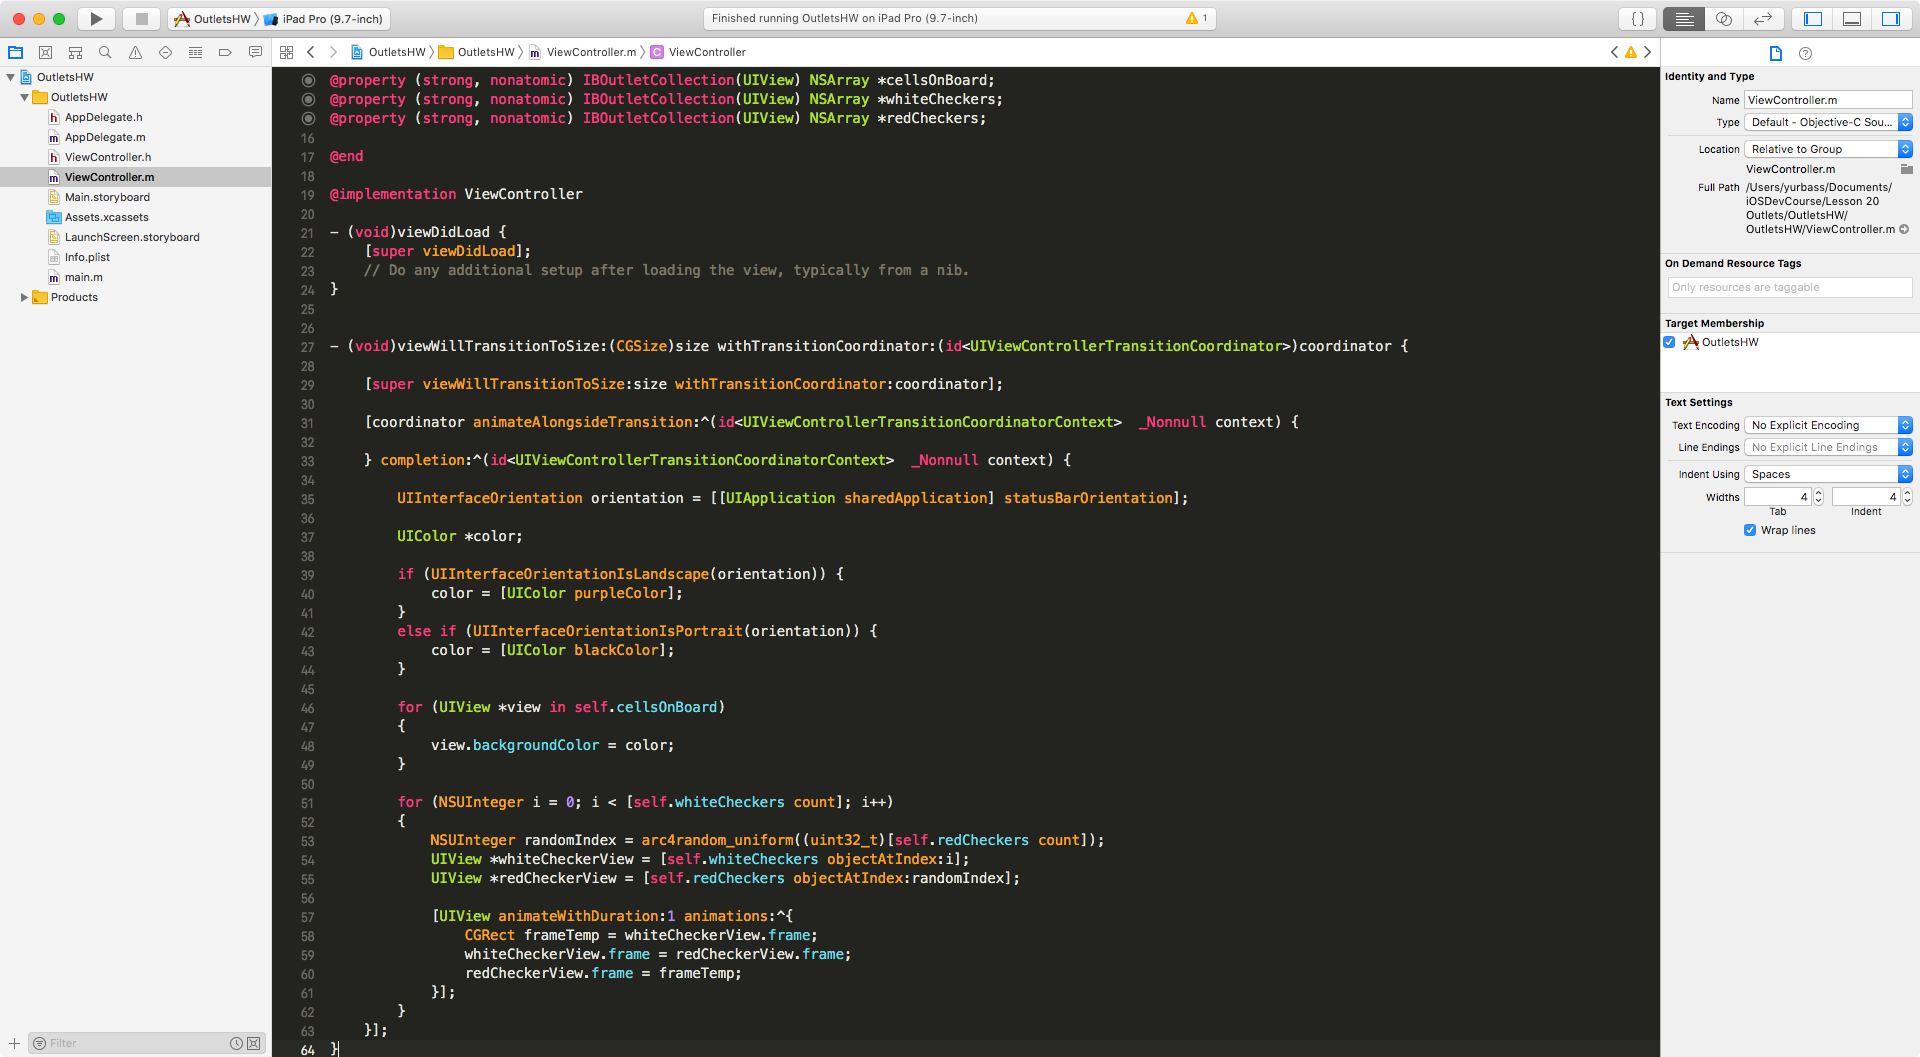 OutletsHW iPad Pro (9.7-inch)
Finished running OutletsHW on iPad Pro (9.7-inch) 1
{ }
OutletsHW OutletsHW ViewController.m ViewController
OutletsHW
OutletsHW
AppDelegate.h
AppDelegate.m
ViewController.h
ViewController.m
Main.storyboard
Assets.xcassets
LaunchScreen.storyboard
Info.plist
main.m
Products
Filter
@property (strong, nonatomic) IBOutletCollection(UIView) NSArray *cellsOnBoard;
@property (strong, nonatomic) IBOutletCollection(UIView) NSArray *whiteCheckers;
@property (strong, nonatomic) IBOutletCollection(UIView) NSArray *redCheckers;
16
17 @end
18
19 @implementation ViewController
20
21 - (void)viewDidLoad {
22 [super viewDidLoad];
23 // Do any additional setup after loading the view, typically from a nib.
24 }
25
26
27 - (void)viewWillTransitionToSize:(CGSize)size withTransitionCoordinator:(id<UIViewControllerTransitionCoordinator>)coordinator {
28
29 [super viewWillTransitionToSize:size withTransitionCoordinator:coordinator];
30
31 [coordinator animateAlongsideTransition:^(id<UIViewControllerTransitionCoordinatorContext>  _Nonnull context) {
32
33 } completion:^(id<UIViewControllerTransitionCoordinatorContext>  _Nonnull context) {
34
35 UIInterfaceOrientation orientation = [[UIApplication sharedApplication] statusBarOrientation];
36
37 UIColor *color;
38
39 if (UIInterfaceOrientationIsLandscape(orientation)) {
40 color = [UIColor purpleColor];
41 }
42 else if (UIInterfaceOrientationIsPortrait(orientation)) {
43 color = [UIColor blackColor];
44 }
45
46 for (UIView *view in self.cellsOnBoard)
47 {
48 view.backgroundColor = color;
49 }
50
51 for (NSUInteger i = 0; i < [self.whiteCheckers count]; i++)
52 {
53 NSUInteger randomIndex = arc4random_uniform((uint32_t)[self.redCheckers count]);
54 UIView *whiteCheckerView = [self.whiteCheckers objectAtIndex:i];
55 UIView *redCheckerView = [self.redCheckers objectAtIndex:randomIndex];
56
57 [UIView animateWithDuration:1 animations:^{
58 CGRect frameTemp = whiteCheckerView.frame;
59 whiteCheckerView.frame = redCheckerView.frame;
60 redCheckerView.frame = frameTemp;
61 }];
62 }
63 }];
64 }
Identity and Type
Name ViewController.m
Type Default - Objective-C Sou...
Location Relative to Group
ViewController.m
Full Path /Users/yurbass/Documents/
iOSDevCourse/Lesson 20
Outlets/OutletsHW/
OutletsHW/ViewController.m
On Demand Resource Tags
Only resources are taggable
Target Membership
OutletsHW
Text Settings
Text Encoding No Explicit Encoding
Line Endings No Explicit Line Endings
Indent Using Spaces
Widths 4 4
Tab Indent
Wrap lines